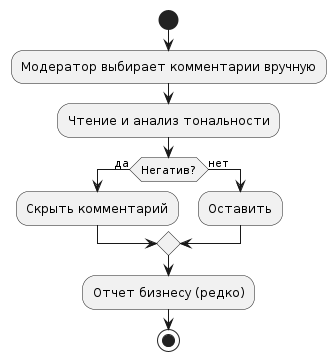 Модератор выбирает комментарии вручную
Чтение и анализ тональности
да
Негатив?
нет
Скрыть комментарий
Оставить
Отчет бизнесу (редко)